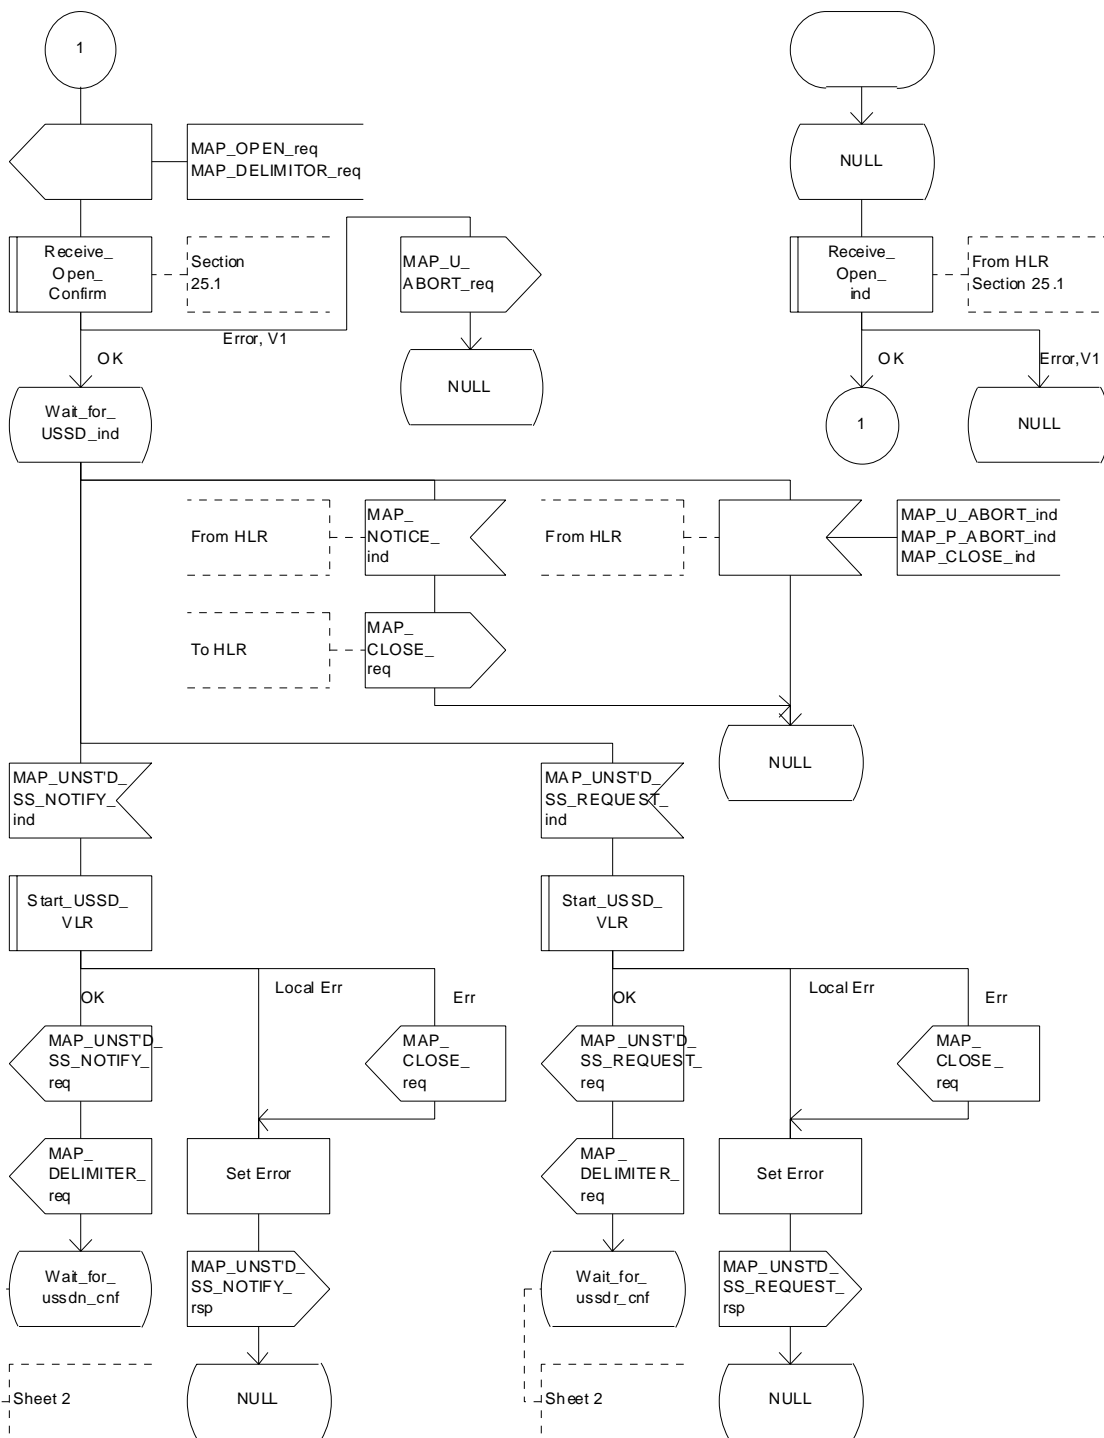 1
MAP_OPEN_req
MAP_DELIMITOR_req
NULL
Receive_
Open_
Confirm
Section
25.1
MAP_U_
ABORT_req
Receive_
Open_
ind
From HLR
Section 25.1
Error, V1
OK
OK
Error,V1
NULL
Wait_for_
USSD_ind
1
NULL
From HLR
MAP_
NOTICE_
ind
From HLR
MAP_U_ABORT_ind
MAP_P_ABORT_ind
MAP_CLOSE_ind
To HLR
MAP_
CLOSE_
req
NULL
MAP_UNST'D_
SS_NOTIFY_
ind
MAP_UNST'D_
SS_REQUEST_
ind
Start_USSD_
VLR
Start_USSD_
VLR
OK
Local Err
Err
OK
Local Err
Err
MAP_UNST'D_
SS_NOTIFY_
req
MAP_
CLOSE_
req
MAP_UNST'D_
SS_REQUEST_
req
MAP_
CLOSE_
req
MAP_
DELIMITER_
req
Set Error
MAP_
DELIMITER_
req
Set Error
Wait_for_
ussdn_cnf
MAP_UNST'D_
SS_NOTIFY_
rsp
Wait_for_
ussdr_cnf
MAP_UNST'D_
SS_REQUEST_
rsp
Sheet 2
NULL
Sheet 2
NULL